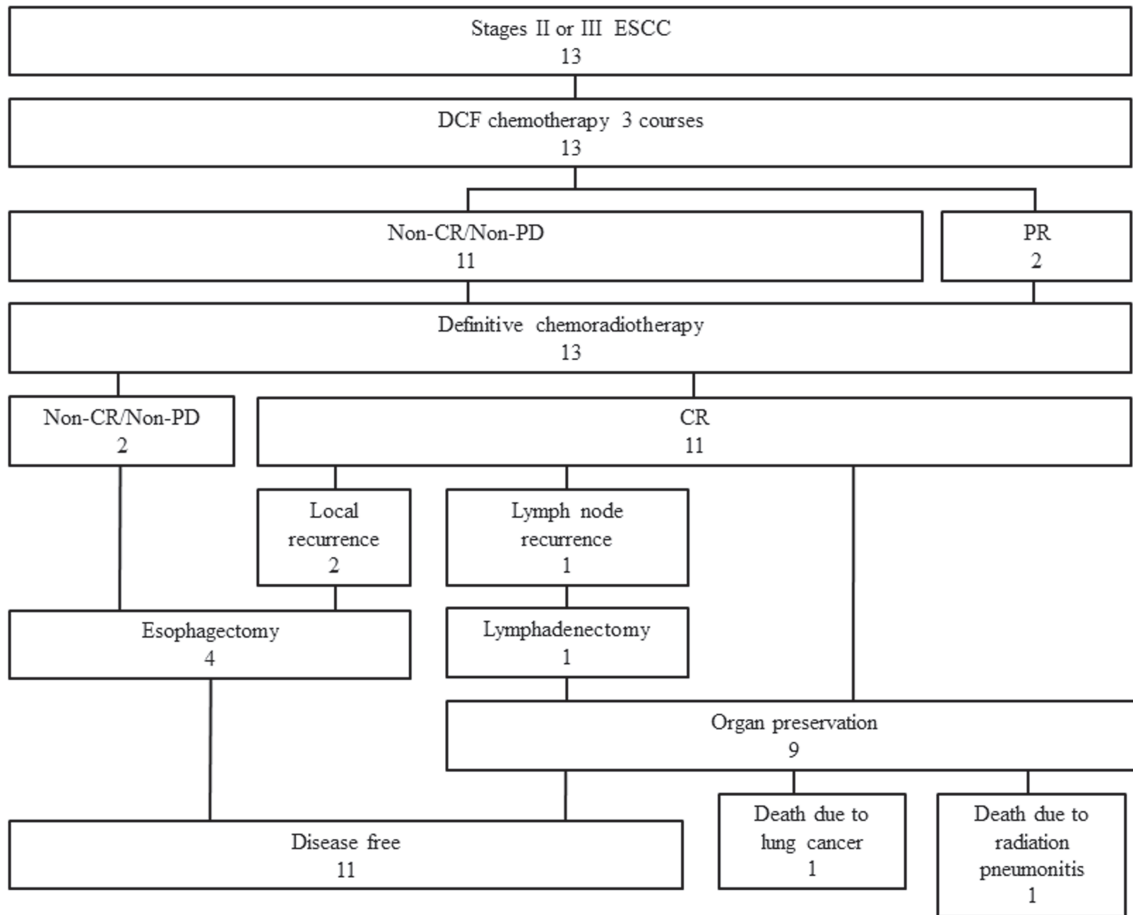 Stages II or III ESCC
13
DCF chemotherapy 3 courses
13
Non-CR/Non-PD
11
PR
2
Definitive chemoradiotherapy
13
Non-CR/Non-PD
2
CR
11
Local
recurrence
2
Lymph node
recurrence
1
Esophagectomy
4
Lymphadenectomy
1
Organ preservation
9
Disease free
11
Death due to
lung cancer
1
Death due to
radiation
pneumonitis
1